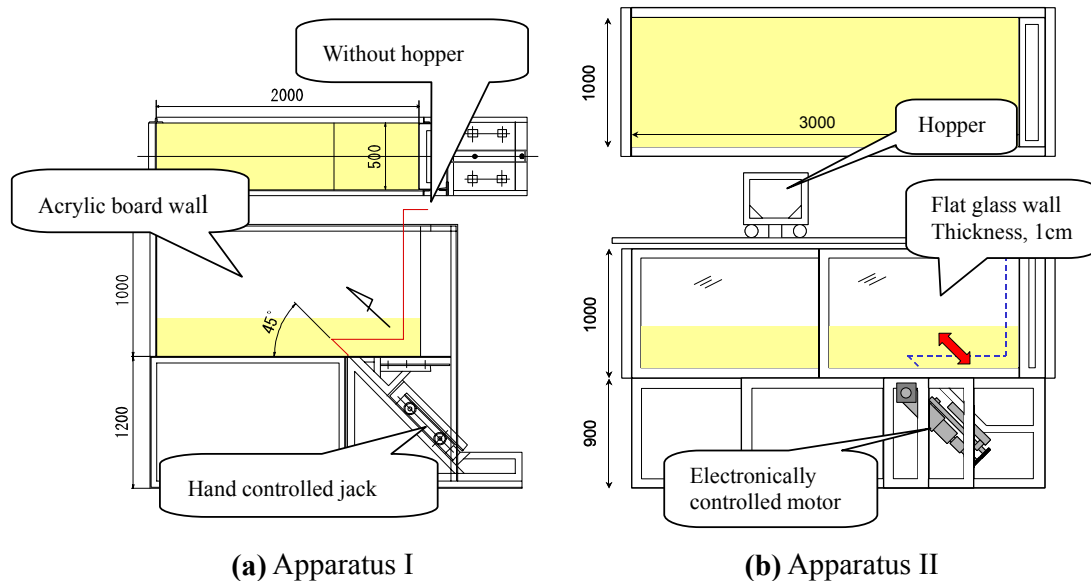 (b)
Without hopper
2000
500
Acrylic board wall
1000
45°
1200
Hand controlled jack
(a) Apparatus I
1000
3000
Hopper
Flat glass wall
Thickness, 1cm
1000
900
Electronically
controlled motor
(b) Apparatus II